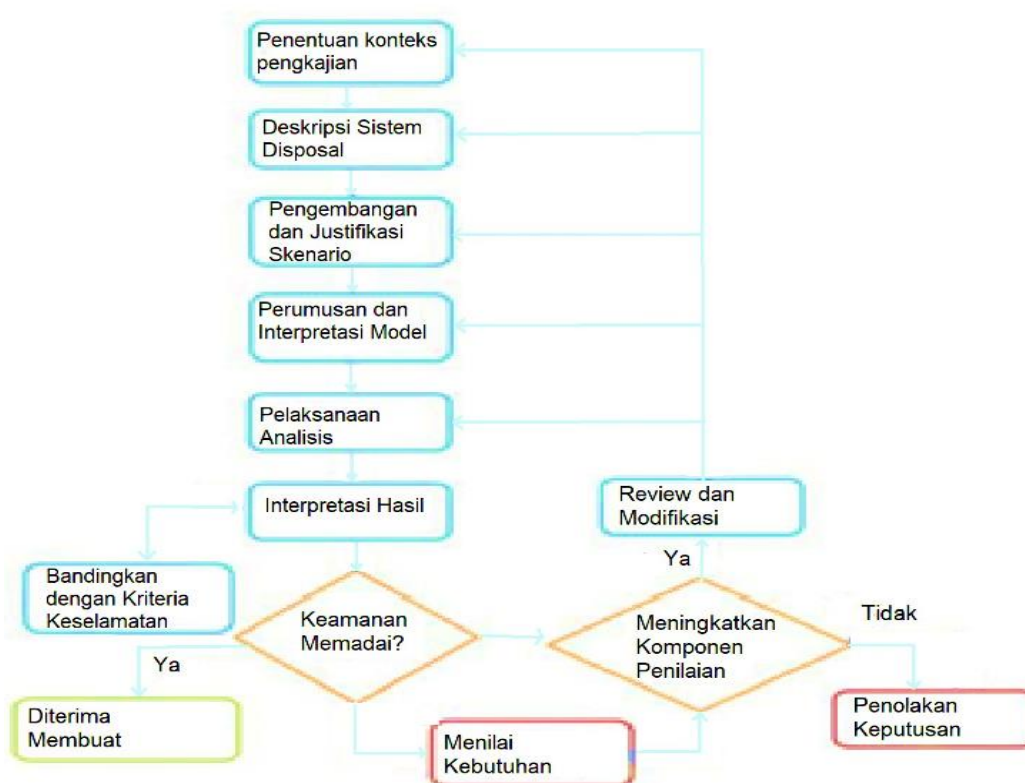 Penentuan konteks
pengkajian
Deskripsi Sistem
Disposal
Pengembangan
dan Justifikasi
Skenario
Perumusan dan
Interpretasi Model
Pelaksanaan
Analisis
Interpretasi Hasil
Review dan
Modifikasi
Bandingkan
dengan Kriteria
Keselamatan
Keamanan
Memadai?
Ya
Meningkatkan
Komponen
Penilaian
Tidak
Ya
Diterima
Membuat
Menilai
Kebutuhan
Penolakan
Keputusan